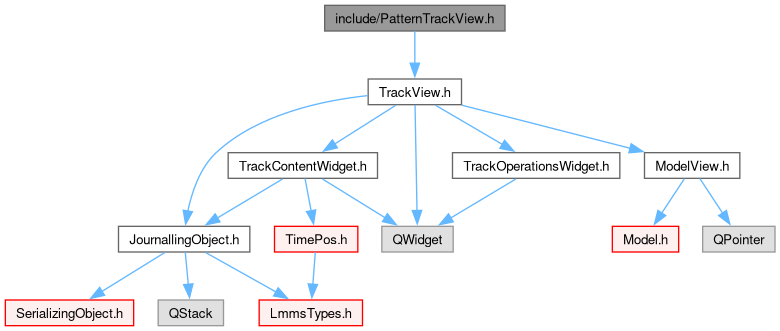 include/PatternTrackView.h
TrackView.h
TrackContentWidget.h
TrackOperationsWidget.h
ModelView.h
JournallingObject.h
TimePos.h
QWidget
Model.h
QPointer
SerializingObject.h
QStack
LmmsTypes.h